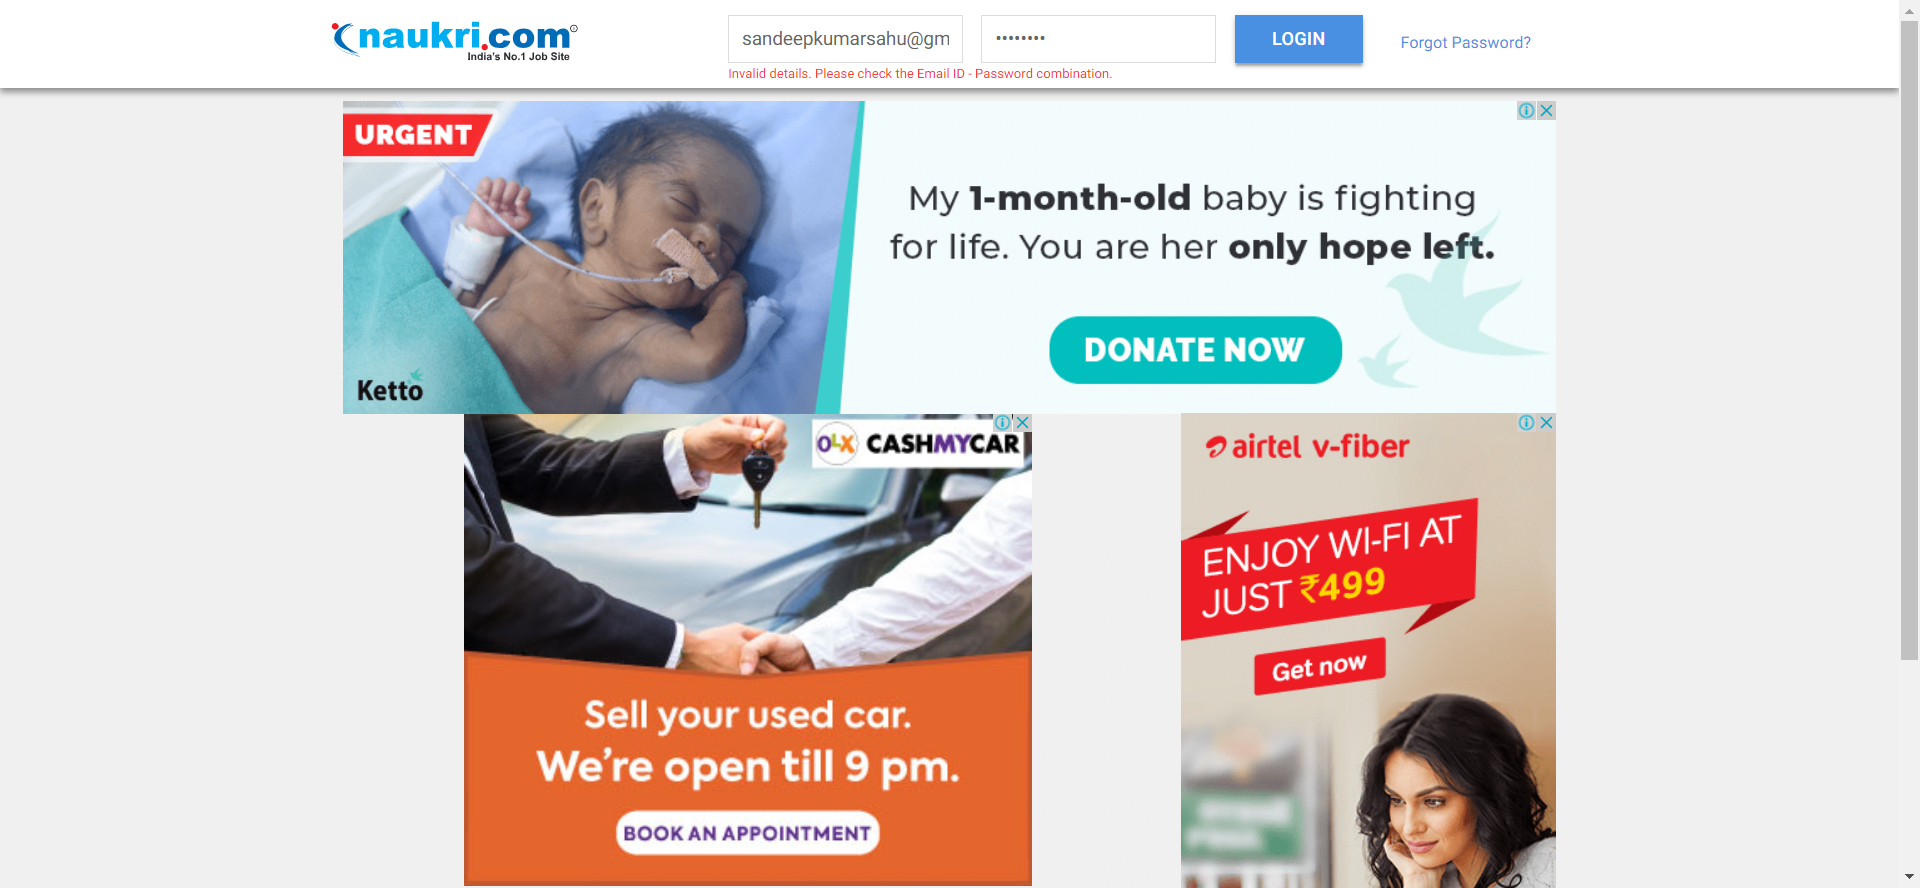 naukri.com
India's No.1 Job Site
sandeepkumarsahu@gm
••••••••
LOGIN
Forgot Password?
Invalid details. Please check the Email ID - Password combination.
URGENT
My 1-month-old baby is fighting
for life. You are her only hope left.
DONATE NOW
Ketto
OLX CASHMYCAR
Sell your used car.
We're open till 9 pm.
BOOK AN APPOINTMENT
airtel v-fiber
ENJOY WI-FI AT
JUST ₹499
Get now